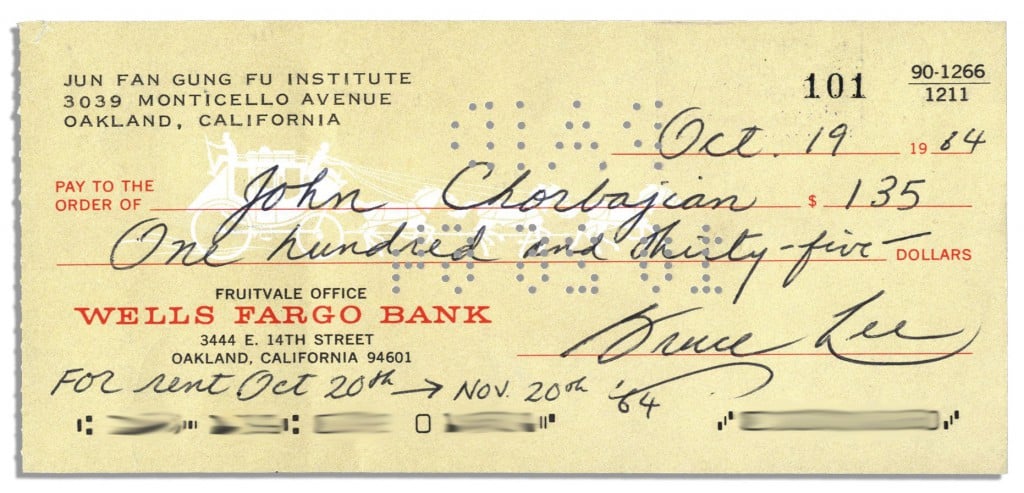 JUN FAN GUNG FU INSTITUTE
3039 MONTICELLO AVENUE
OAKLAND, CALIFORNIA
101
90-1266
1211
Oct. 19 19 64
PAY TO THE
ORDER OF John Chorbajian $ 135
One hundred and thirty-five DOLLARS
FRUITVALE OFFICE
WELLS FARGO BANK
3444 E. 14TH STREET
OAKLAND, CALIFORNIA 94601
Bruce Lee
For rent Oct 20th → Nov. 20th '64